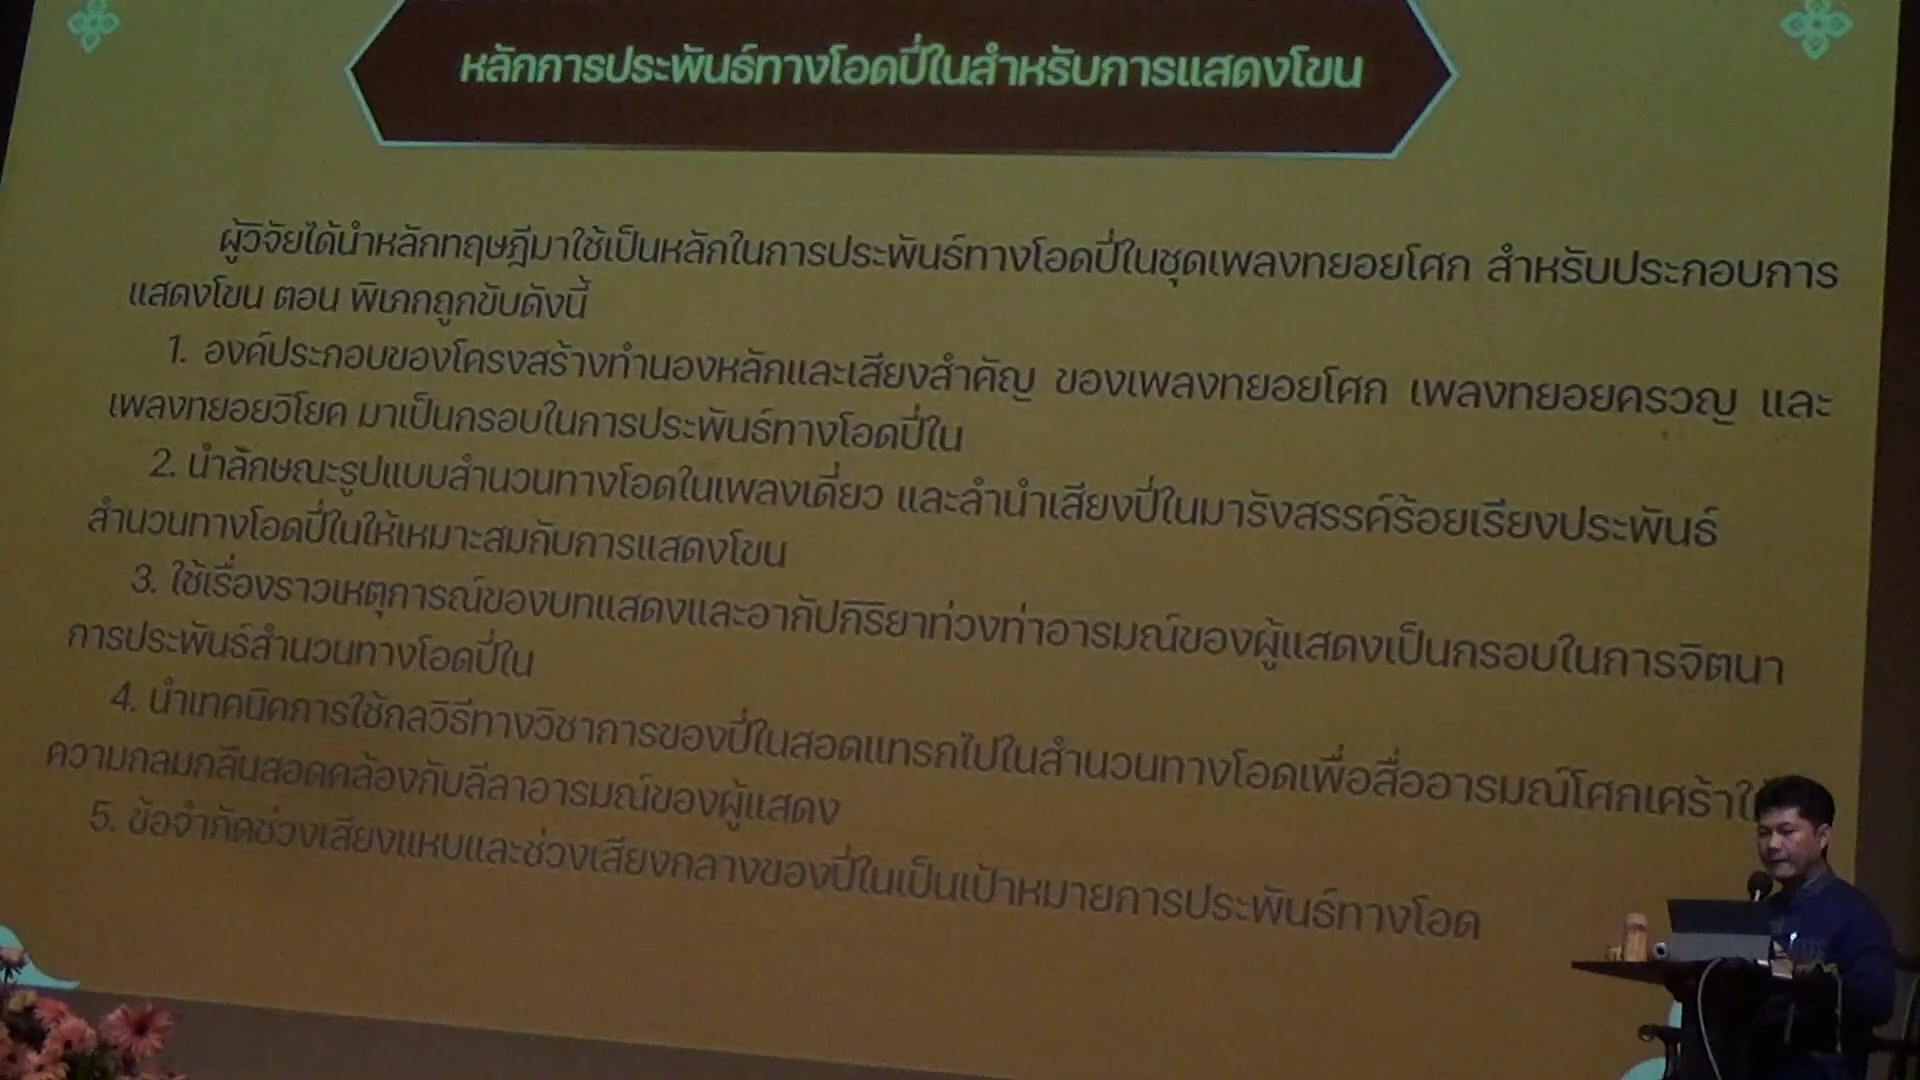 หลักการประพันธ์ทางโอดปี่ในสำหรับการแสดงโขน
ผู้วิจัยได้นำหลักทฤษฎีมาใช้เป็นหลักในการประพันธ์ทางโอดปี่ในชุดเพลงทยอยโศก สำหรับประกอบการ
แสดงโขน ตอน พิเภกถูกขับดังนี้
1. องค์ประกอบของโครงสร้างทำนองหลักและเสียงสำคัญ ของเพลงทยอยโศก เพลงทยอยครวญ และ
เพลงทยอยวิโยค มาเป็นกรอบในการประพันธ์ทางโอดปี่ใน
2. นำลักษณะรูปแบบสำนวนทางโอดในเพลงเดี่ยว และลำนำเสียงปี่ในมารังสรรค์ร้อยเรียงประพันธ์
สำนวนทางโอดปี่ในให้เหมาะสมกับการแสดงโขน
3. ใช้เรื่องราวเหตุการณ์ของบทแสดงและอากัปกิริยาท่วงท่าอารมณ์ของผู้แสดงเป็นกรอบในการจิตนา
การประพันธ์สำนวนทางโอดปี่ใน
4. นำเทคนิคการใช้กลวิธีทางวิชาการของปี่ในสอดแทรกไปในสำนวนทางโอดเพื่อสื่ออารมณ์โศกเศร้า
ความกลมกลืนสอดคล้องกับลีลาอารมณ์ของผู้แสดง
5. ข้อจำกัดช่วงเสียงแหบและช่วงเสียงกลางของปี่ในเป็นเป้าหมายการประพันธ์ทางโอด